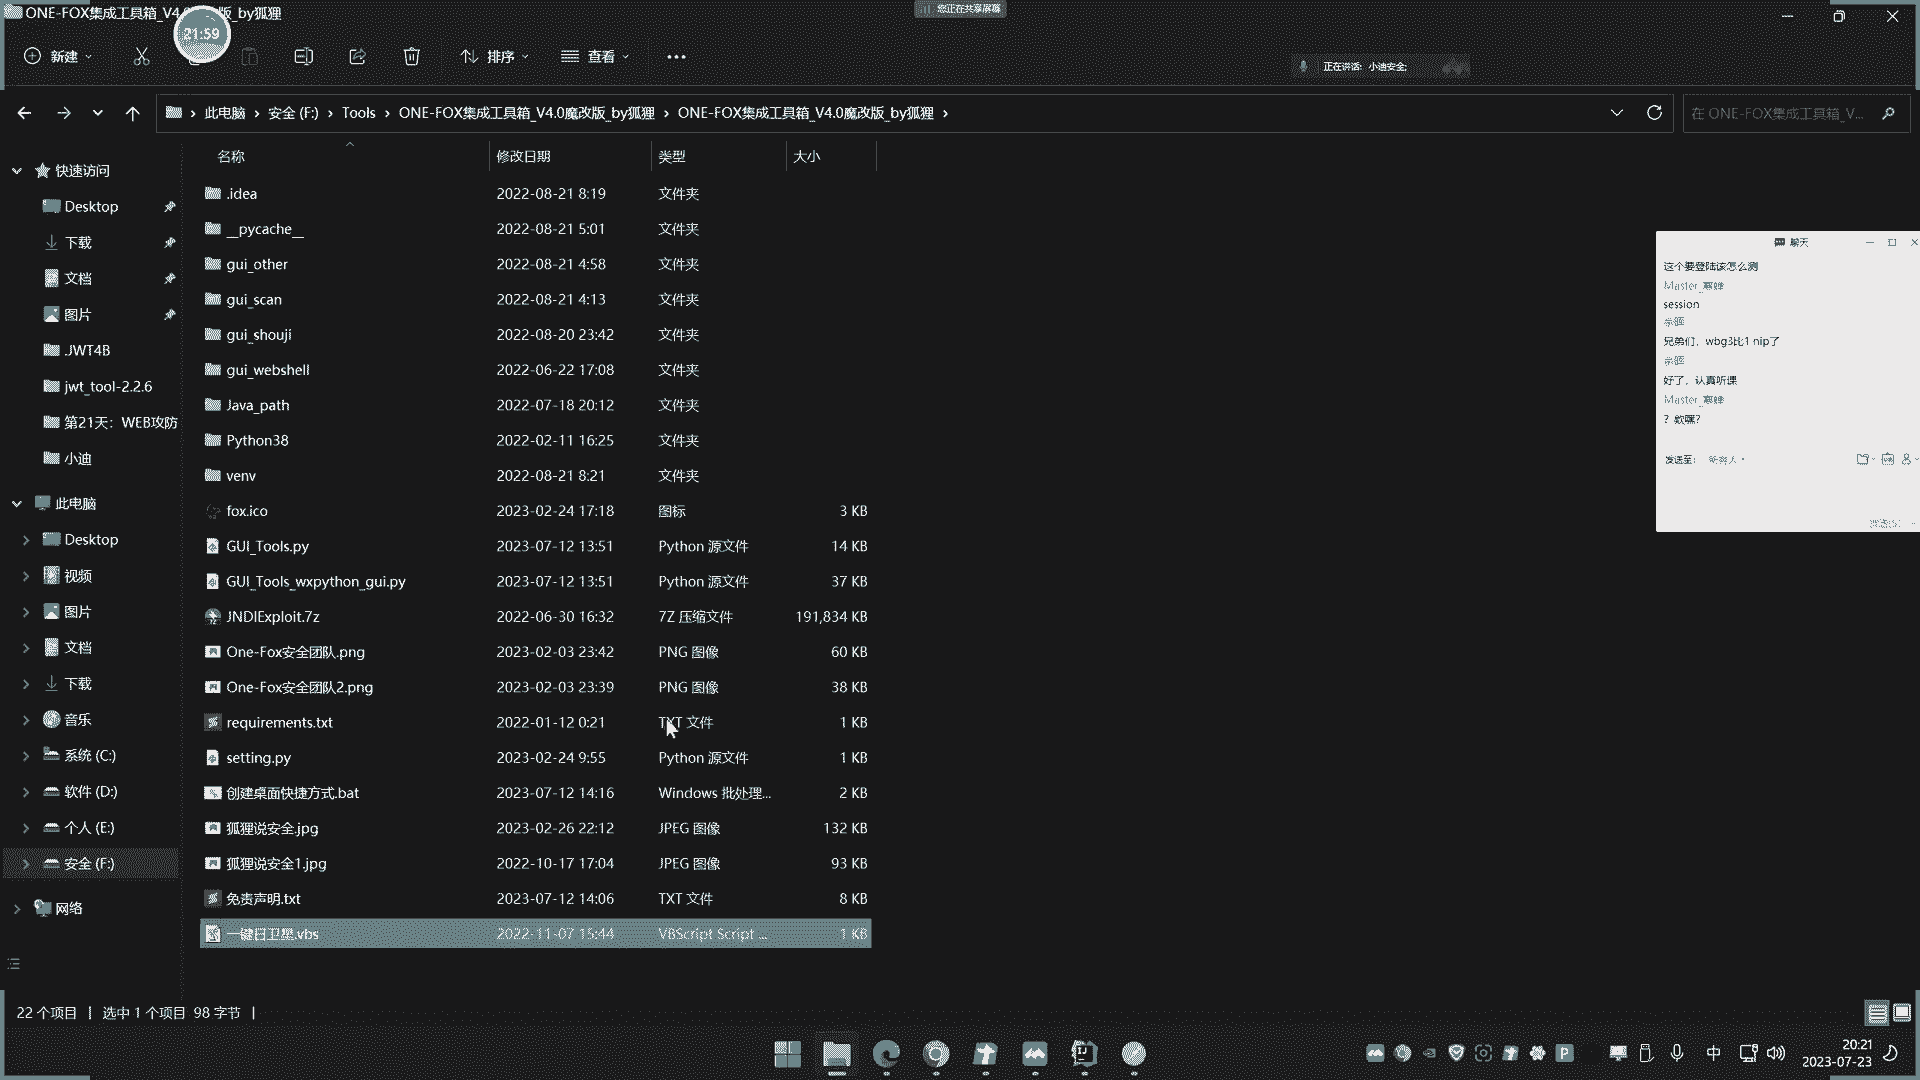 ONE-FOX集成工具箱_V4.0魔改版_by狐狸
21:59
您正在共享屏幕
新建
排序
查看
正在讲话: 小迪安全;
此电脑 › 安全 (F:) › Tools › ONE-FOX集成工具箱_V4.0魔改版_by狐狸 › ONE-FOX集成工具箱_V4.0魔改版_by狐狸 ›
在 ONE-FOX集成工具箱_V...
名称 修改日期 类型 大小
.idea 2022-08-21 8:19 文件夹
__pycache__ 2022-08-21 5:01 文件夹
gui_other 2022-08-21 4:58 文件夹
gui_scan 2022-08-21 4:13 文件夹
gui_shouji 2022-08-20 23:42 文件夹
gui_webshell 2022-06-22 17:08 文件夹
Java_path 2022-07-18 20:12 文件夹
Python38 2022-02-11 16:25 文件夹
venv 2022-08-21 8:21 文件夹
fox.ico 2023-02-24 17:18 图标 3 KB
GUI_Tools.py 2023-07-12 13:51 Python 源文件 14 KB
GUI_Tools_wxpython_gui.py 2023-07-12 13:51 Python 源文件 37 KB
JNDIExploit.7z 2022-06-30 16:32 7Z 压缩文件 191,834 KB
One-Fox安全团队.png 2023-02-03 23:42 PNG 图像 60 KB
One-Fox安全团队2.png 2023-02-03 23:39 PNG 图像 38 KB
requirements.txt 2022-01-12 0:21 TXT 文件 1 KB
setting.py 2023-02-24 9:55 Python 源文件 1 KB
创建桌面快捷方式.bat 2023-07-12 14:16 Windows 批处理... 2 KB
狐狸说安全.jpg 2023-02-26 22:12 JPEG 图像 132 KB
狐狸说安全1.jpg 2022-10-17 17:04 JPEG 图像 93 KB
免责声明.txt 2023-07-12 14:06 TXT 文件 8 KB
一键日卫星.vbs 2022-11-07 15:44 VBScript Script ... 1 KB
快速访问
Desktop
下载
文档
图片
.JWT4B
jwt_tool-2.2.6
第21天：WEB攻防
小迪
此电脑
Desktop
视频
图片
文档
下载
音乐
系统 (C:)
软件 (D:)
个人 (E:)
安全 (F:)
网络
聊天
这个要登陆该怎么测
session
兄弟们，wbg3比1 nip了
好了，认真听课
？欸嘿？
发送至： 所有人
22 个项目 | 选中 1 个项目 98 字节 |
中
20:21
2023-07-23